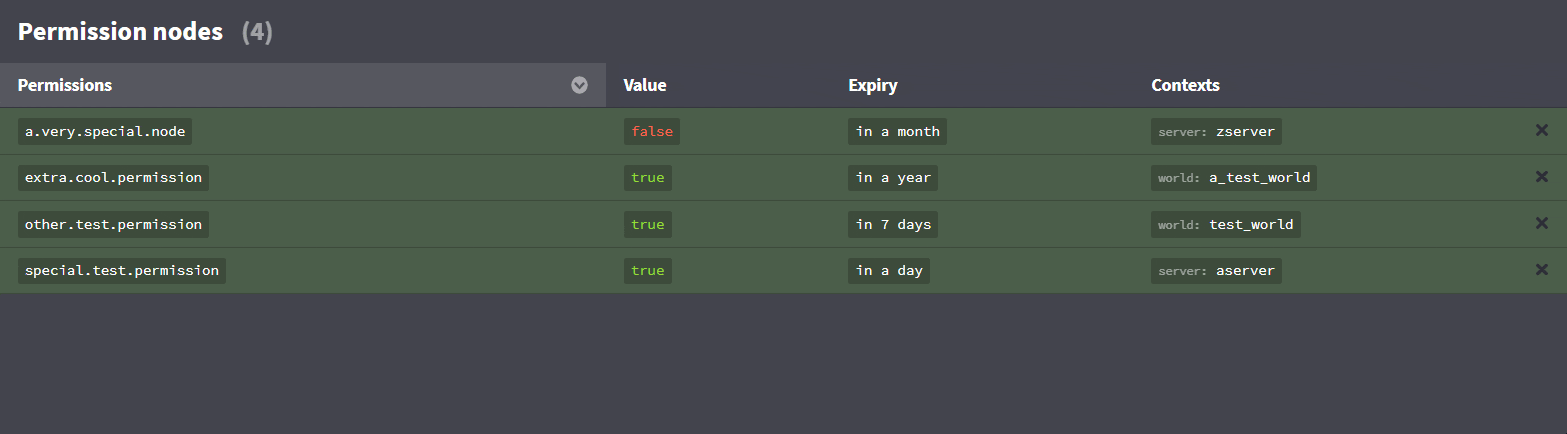 Permission nodes (4)
Permissions Value Expiry Contexts
a.very.special.node false in a month server: zserver
extra.cool.permission true in a year world: a_test_world
other.test.permission true in 7 days world: test_world
special.test.permission true in a day server: aserver